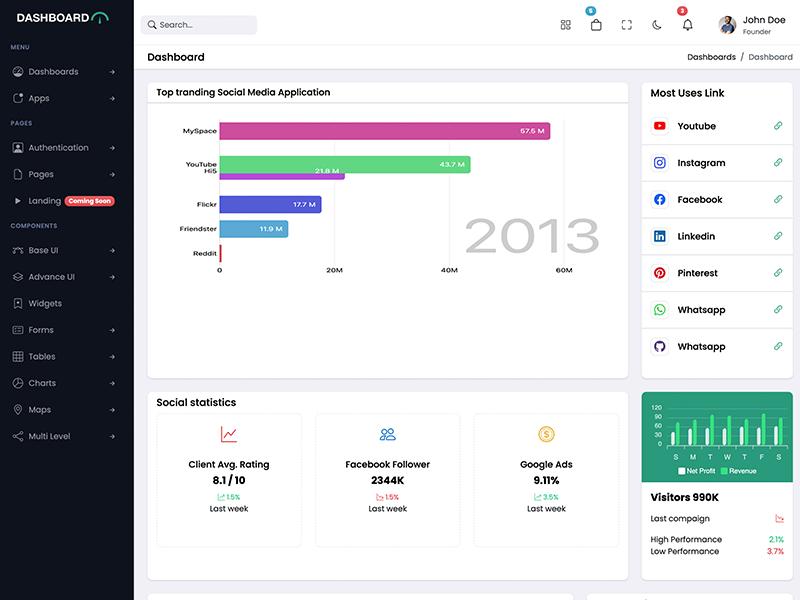 DASHBOARD
MENU
Dashboards
Apps
PAGES
Authentication
Pages
Landing Coming Soon
COMPONENTS
Base UI
Advance UI
Widgets
Forms
Tables
Charts
Maps
Multi Level
Search...
5
3
John Doe
Founder
Dashboard
Dashboards / Dashboard
Top tranding Social Media Application
MySpace 57.5 M
YouTube 43.7 M
Hi5 21.8 M
Flickr 17.7 M
Friendster 11.9 M
Reddit
2013
0 20M 40M 60M
Most Uses Link
Youtube
Instagram
Facebook
Linkedin
Pinterest
Whatsapp
Whatsapp
Social statistics
Client Avg. Rating
8.1 / 10
1.5%
Last week
Facebook Follower
2344K
1.5%
Last week
Google Ads
9.11%
3.5%
Last week
120
90
60
30
0
S M T W T F S
Net Profit Revenue
Visitors 990K
Last compaign
High Performance 2.1%
Low Performance 3.7%